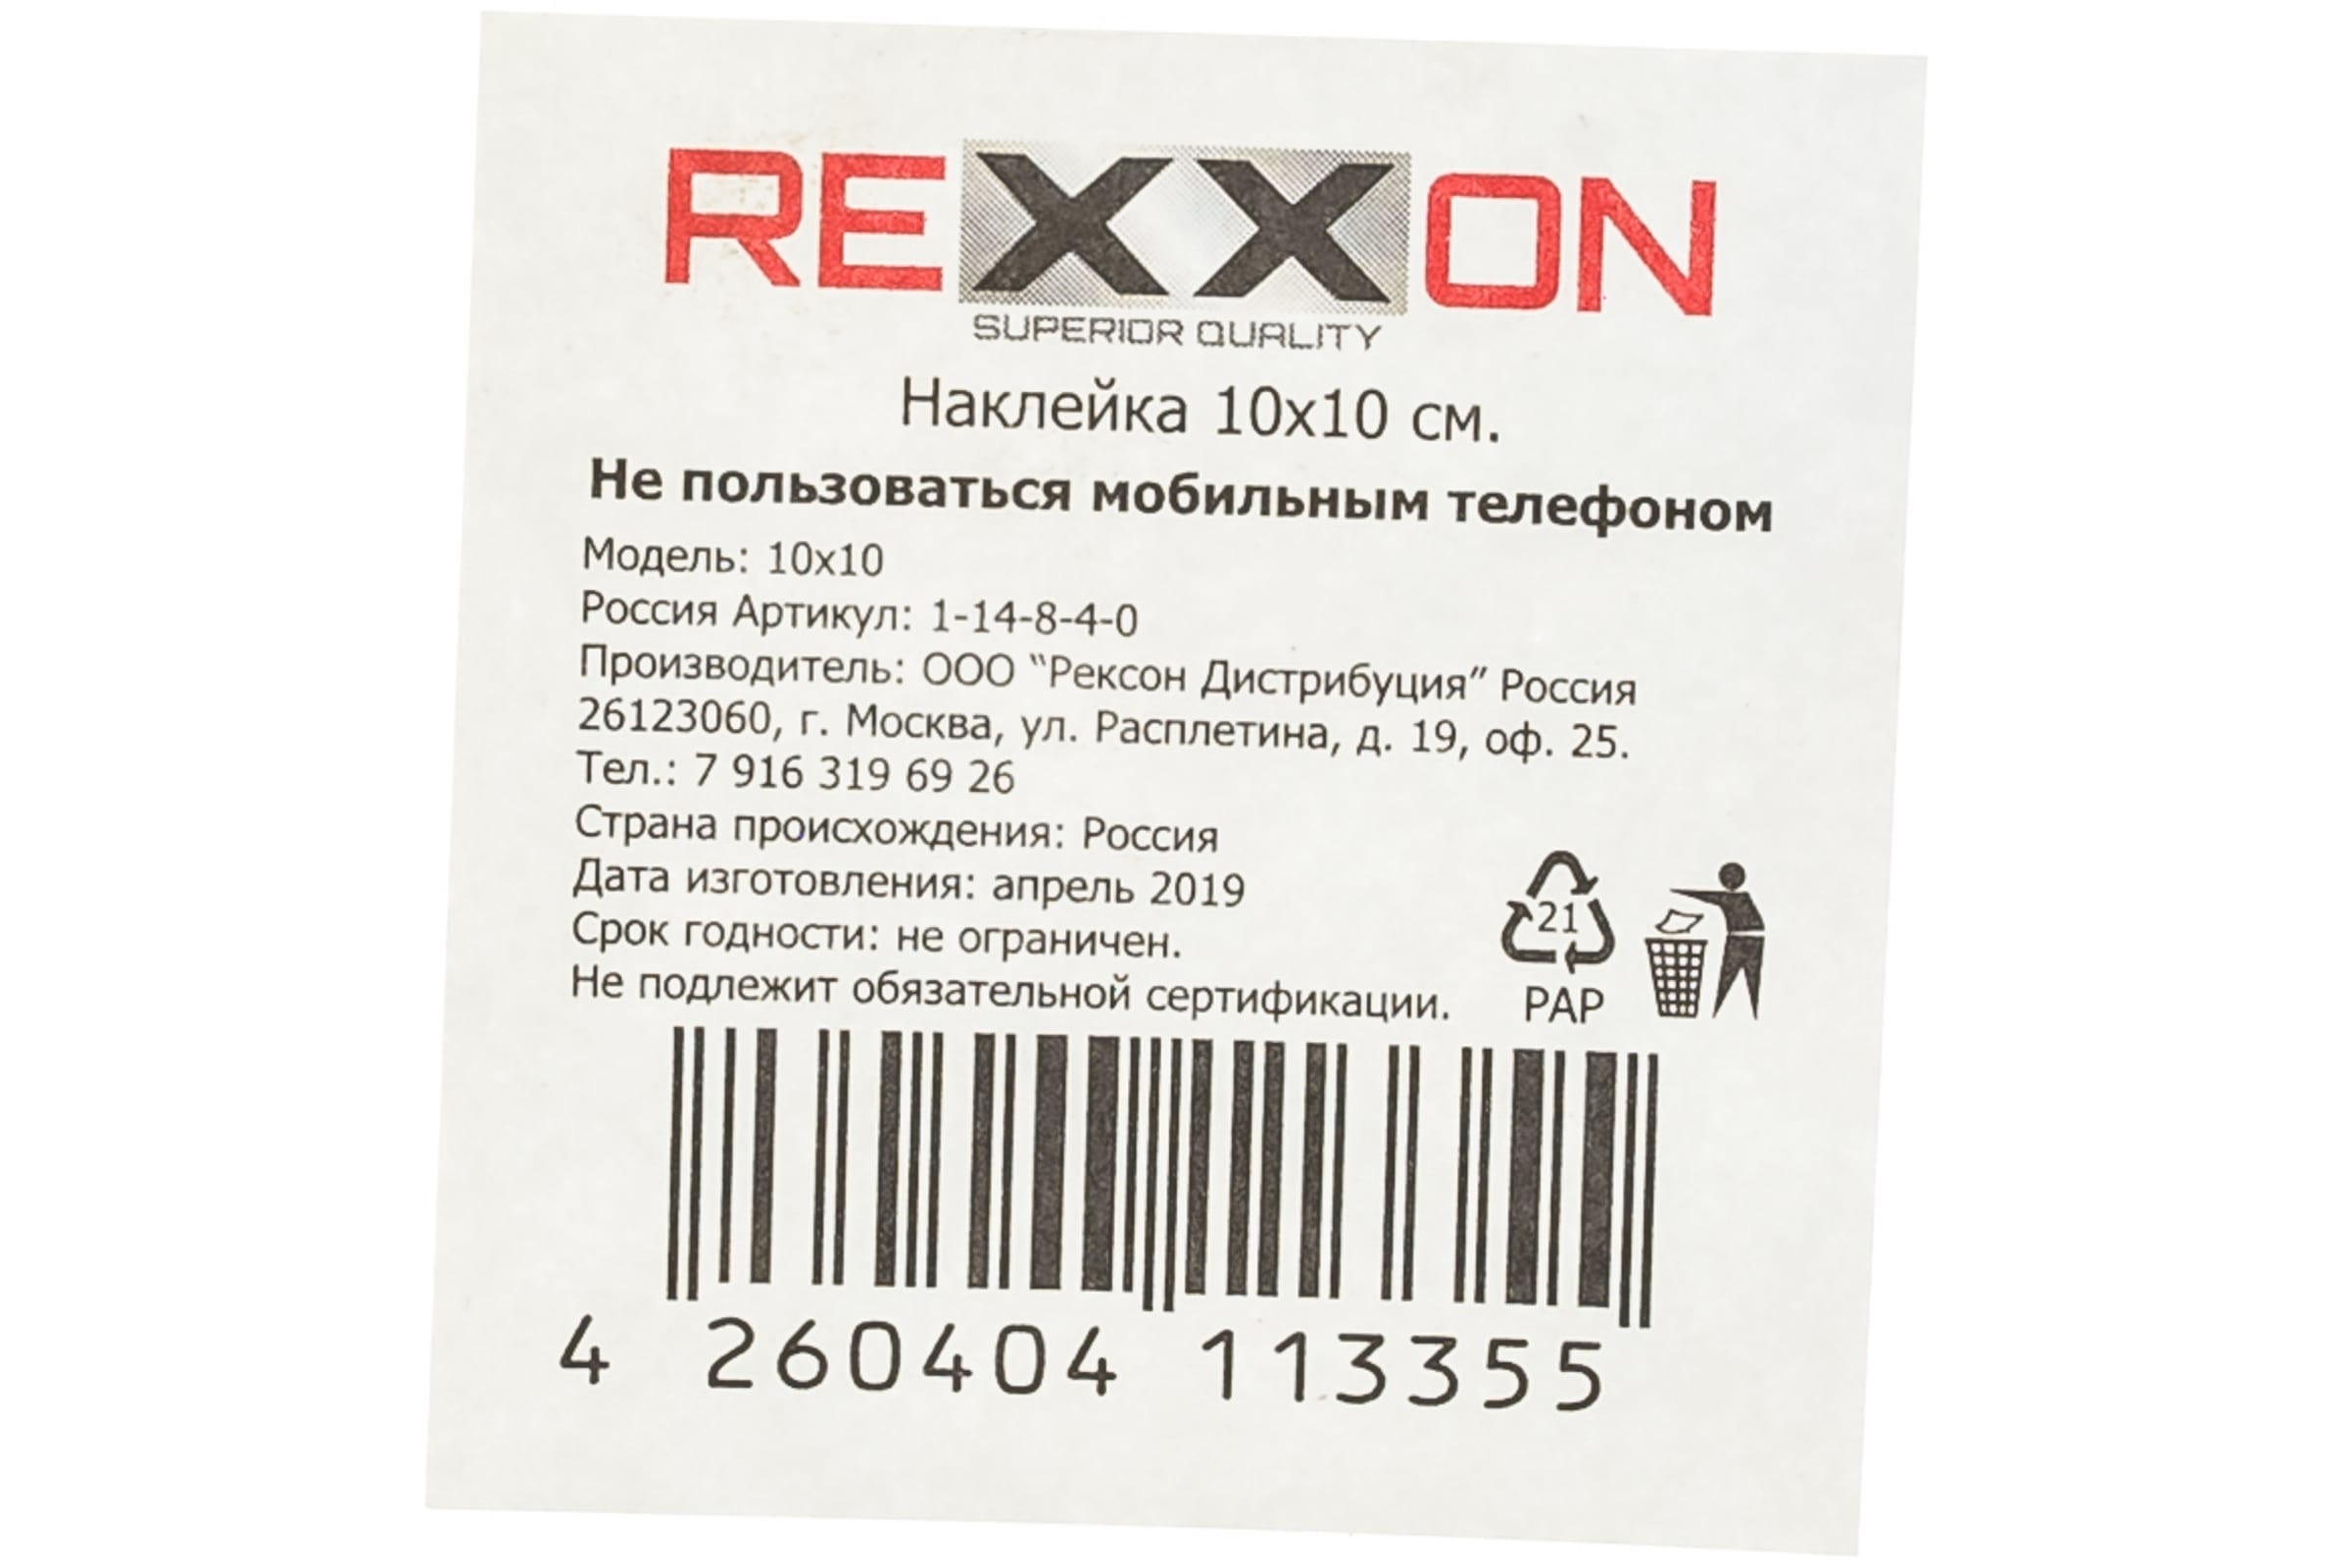 REXXON
SUPERIOR QUALITY
Наклейка 10x10 см.
Не пользоваться мобильным телефоном
Модель: 10x10
Россия Артикул: 1-14-8-4-0
Производитель: ООО "Рексон Дистрибуция" Россия
26123060, г. Москва, ул. Расплетина, д. 19, оф. 25.
Тел.: 7 916 319 69 26
Страна происхождения: Россия
Дата изготовления: апрель 2019
Срок годности: не ограничен.
Не подлежит обязательной сертификации.
21
PAP
4 260404 113355